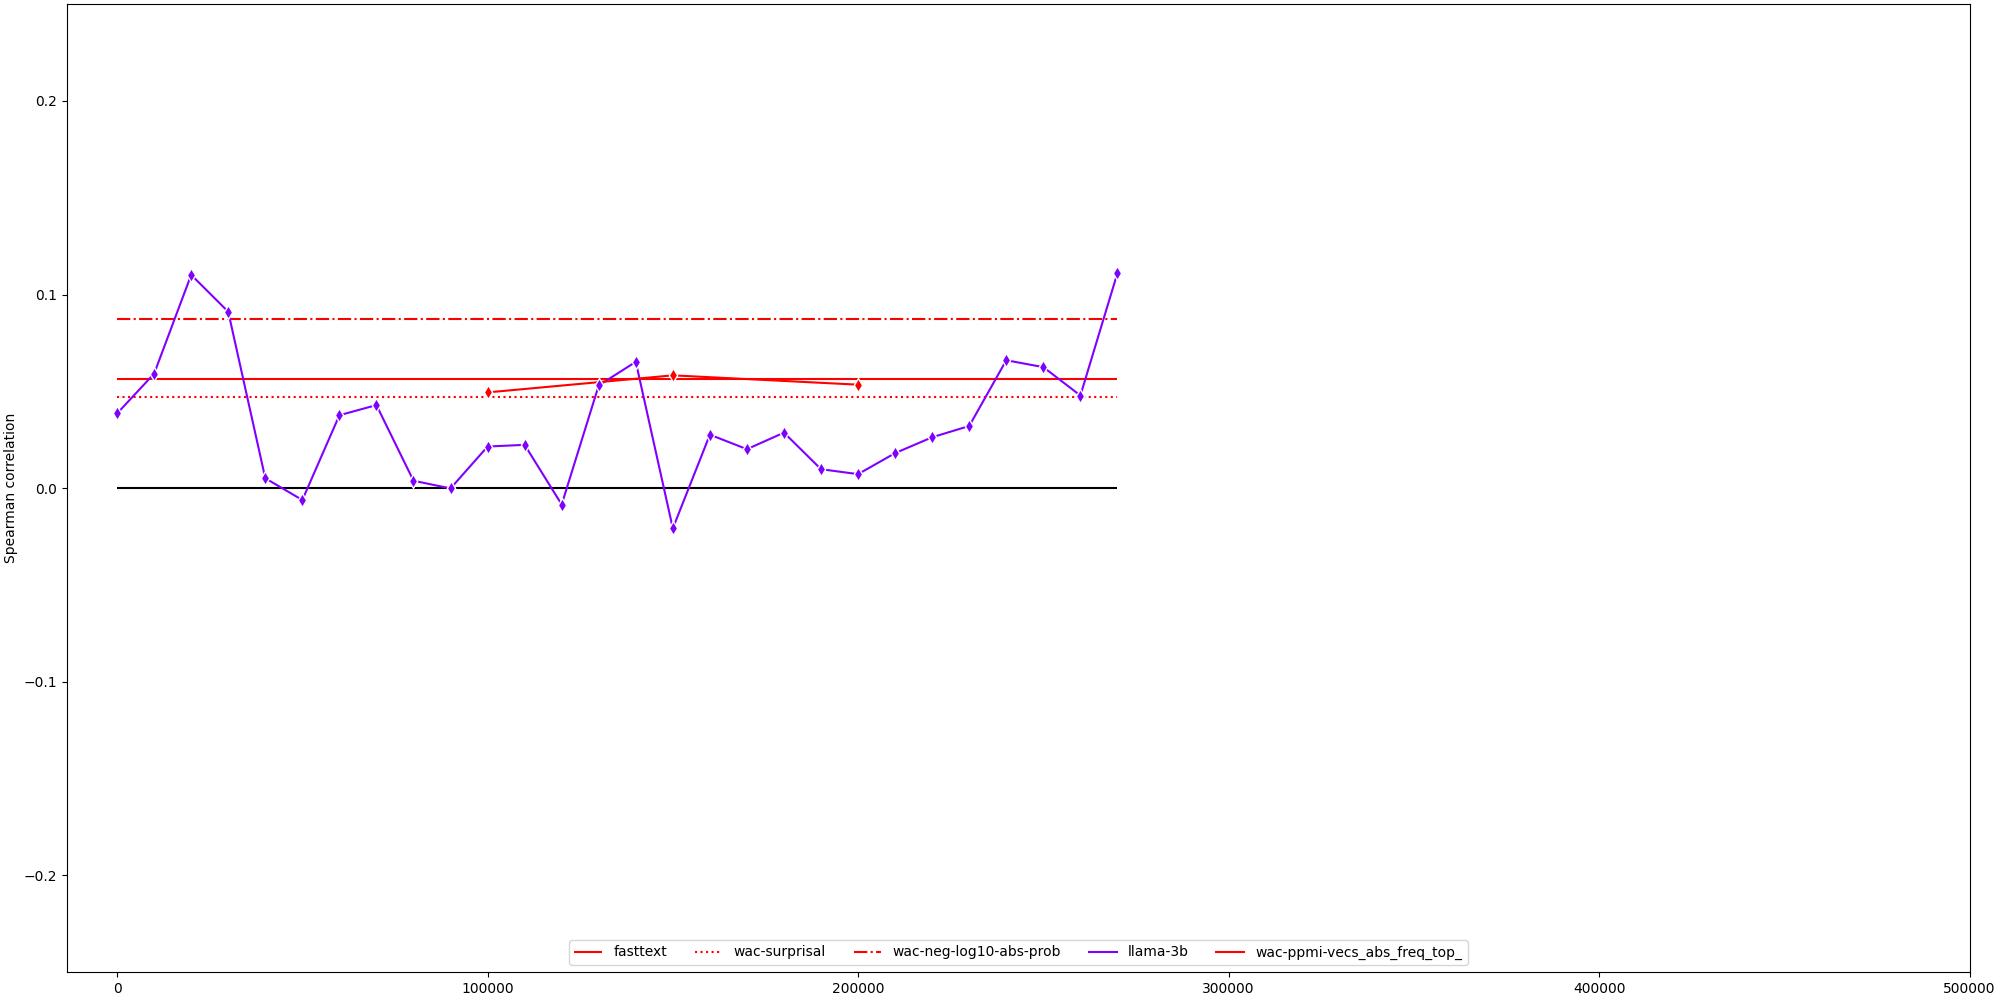 0.2
0.1
0.0
−0.1
−0.2
Spearman correlation
fasttext wac-surprisal wac-neg-log10-abs-prob llama-3b wac-ppmi-vecs_abs_freq_top_
0 100000 200000 300000 400000 500000